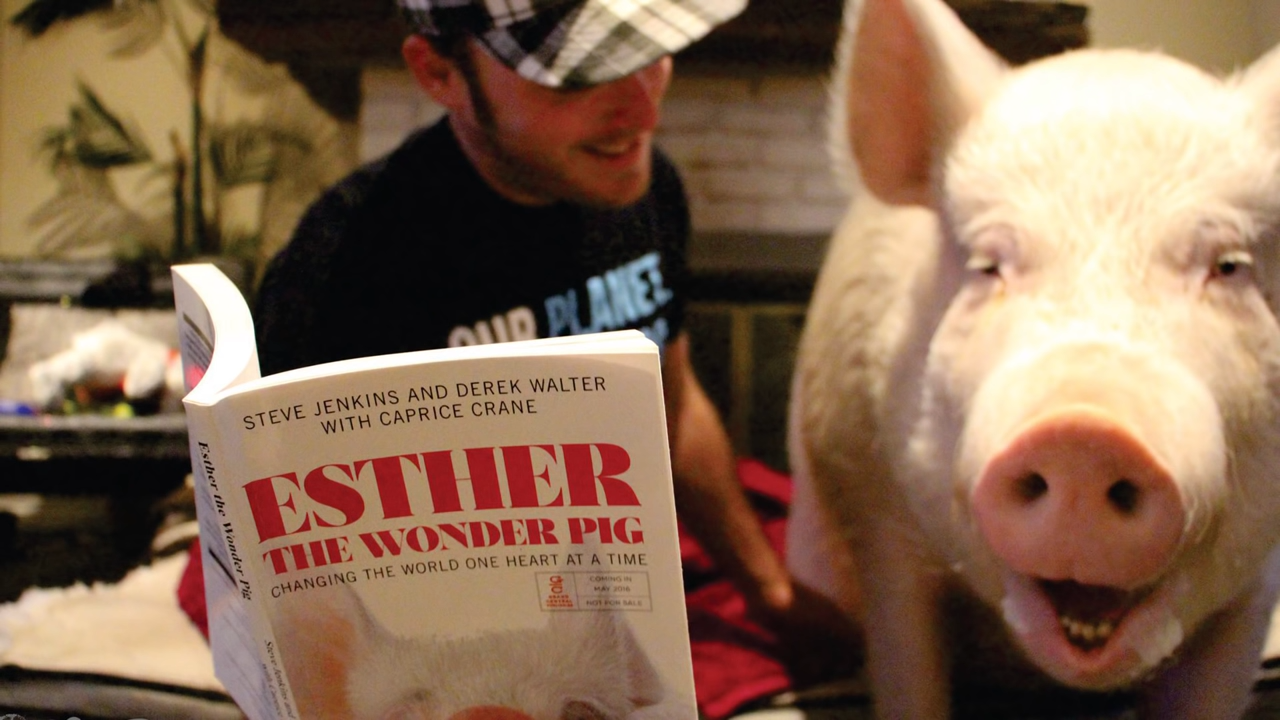 OUR PLANET
STEVE JENKINS AND DEREK WALTER
WITH CAPRICE CRANE
ESTHER
THE WONDER PIG
CHANGING THE WORLD ONE HEART AT A TIME
COMING IN
MAY 2016
NOT FOR SALE
Esther the Wonder Pig